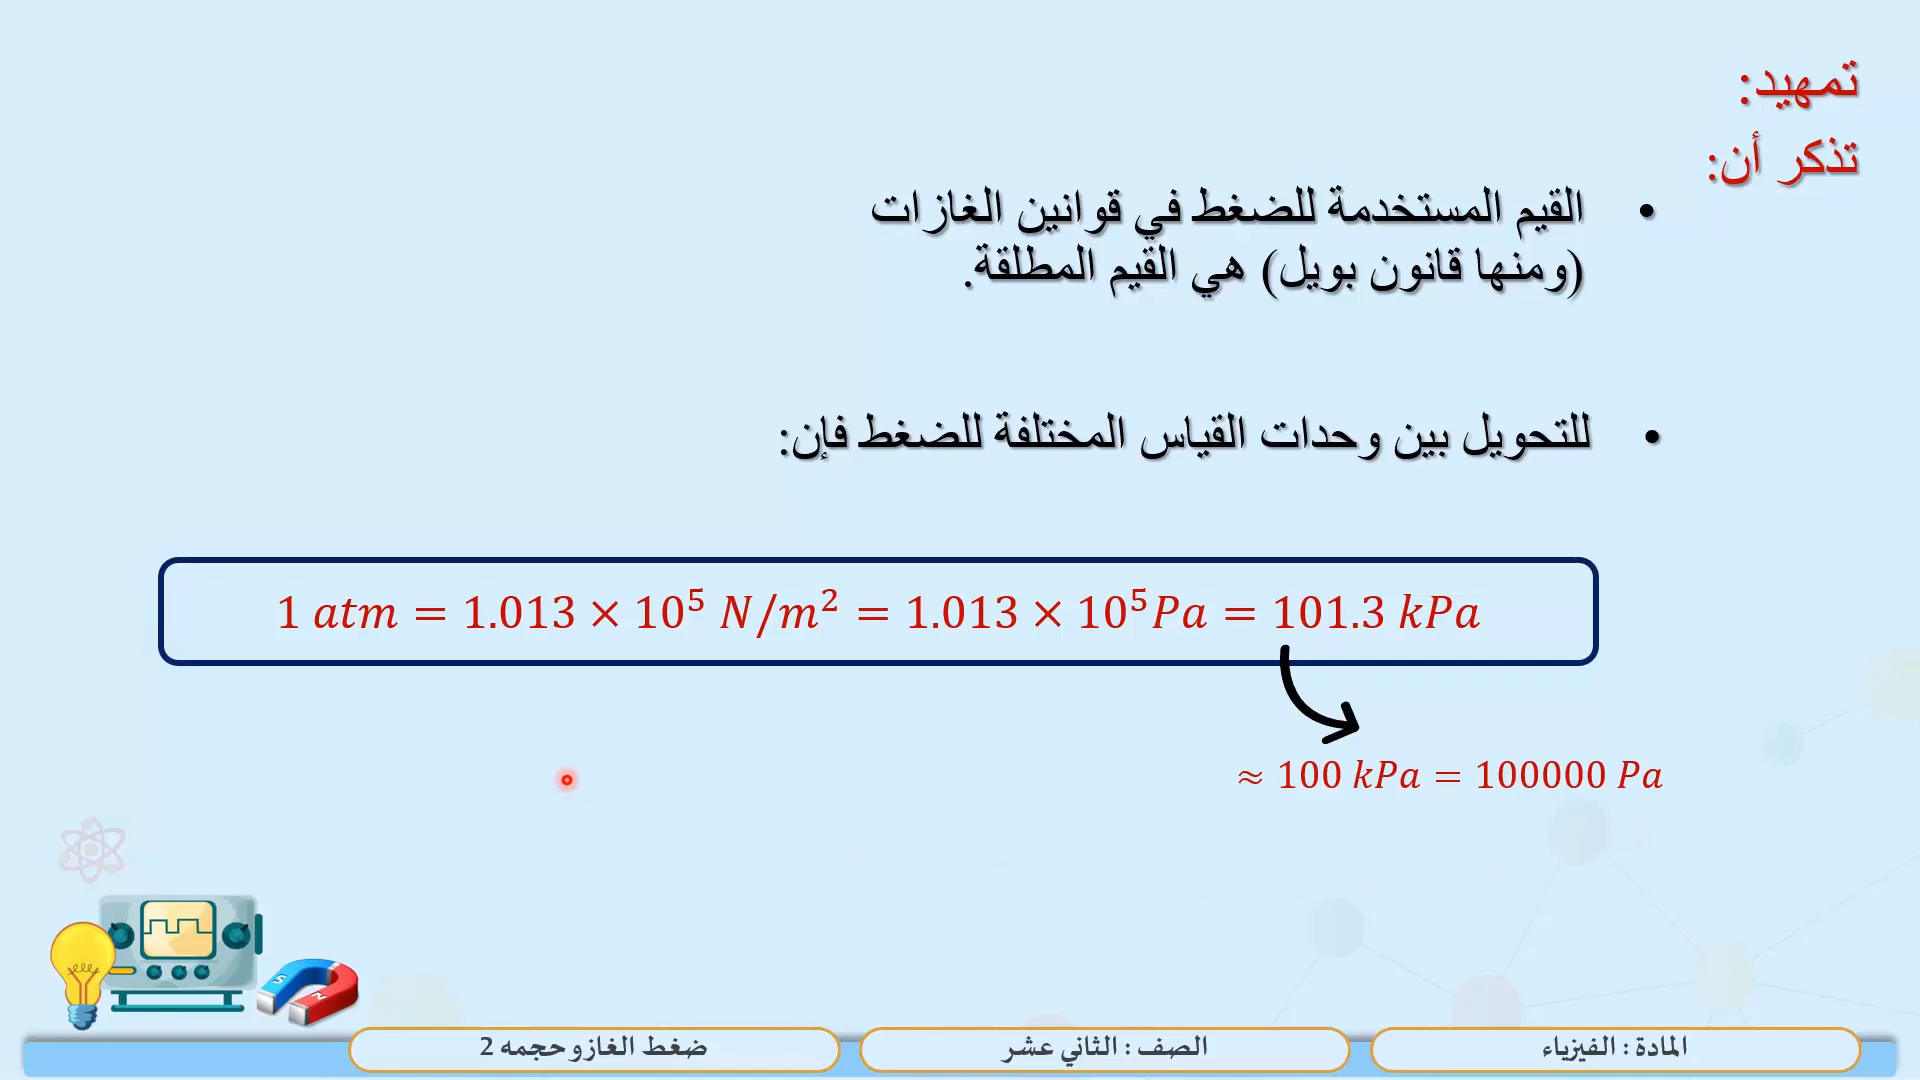 تمهيد:
تذكر أن:
• القيم المستخدمة للضغط في قوانين الغازات
(ومنها قانون بويل) هي القيم المطلقة.
• للتحويل بين وحدات القياس المختلفة للضغط فإن:
1 atm = 1.013 × 10⁵ N/m² = 1.013 × 10⁵Pa = 101.3 kPa
≈ 100 kPa = 100000 Pa
S
N
المادة : الفيزياء
الصف : الثاني عشر
ضغط الغاز وحجمه 2